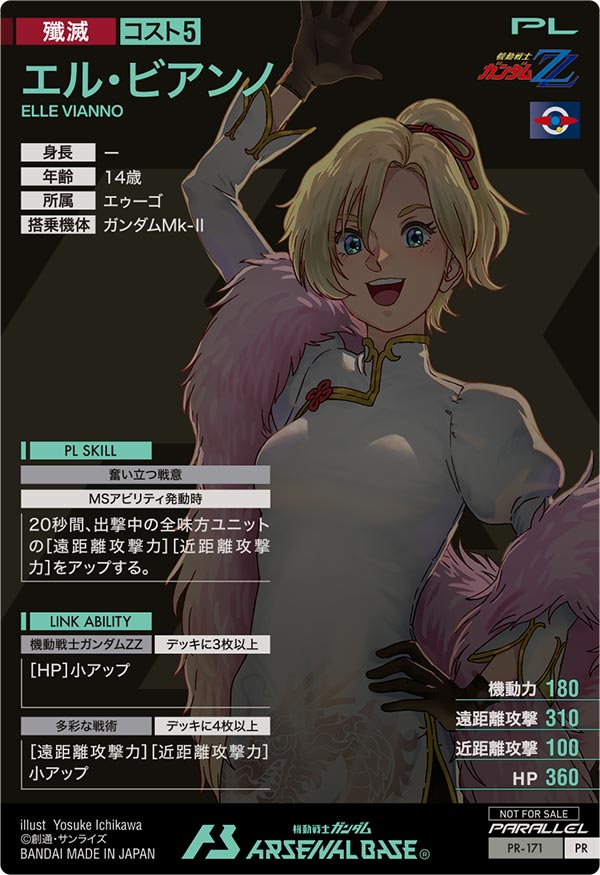 殲滅 コスト5 PL
エル・ビアンノ
ELLE VIANNO
機動戦士
ガンダムZZ
身長 ー
年齢 14歳
所属 エゥーゴ
搭乗機体 ガンダムMk-II
PL SKILL
奮い立つ戦意
MSアビリティ発動時
20秒間、出撃中の全味方ユニット
の[遠距離攻撃力][近距離攻撃
力]をアップする。
LINK ABILITY
機動戦士ガンダムZZ デッキに3枚以上
[HP]小アップ
多彩な戦術 デッキに4枚以上
[遠距離攻撃力][近距離攻撃力]
小アップ
機動力 180
遠距離攻撃 310
近距離攻撃 100
HP 360
illust Yosuke Ichikawa
©創通・サンライズ
BANDAI MADE IN JAPAN
機動戦士ガンダム
ARSENAL BASE®
NOT FOR SALE
PARALLEL
PR-171 PR